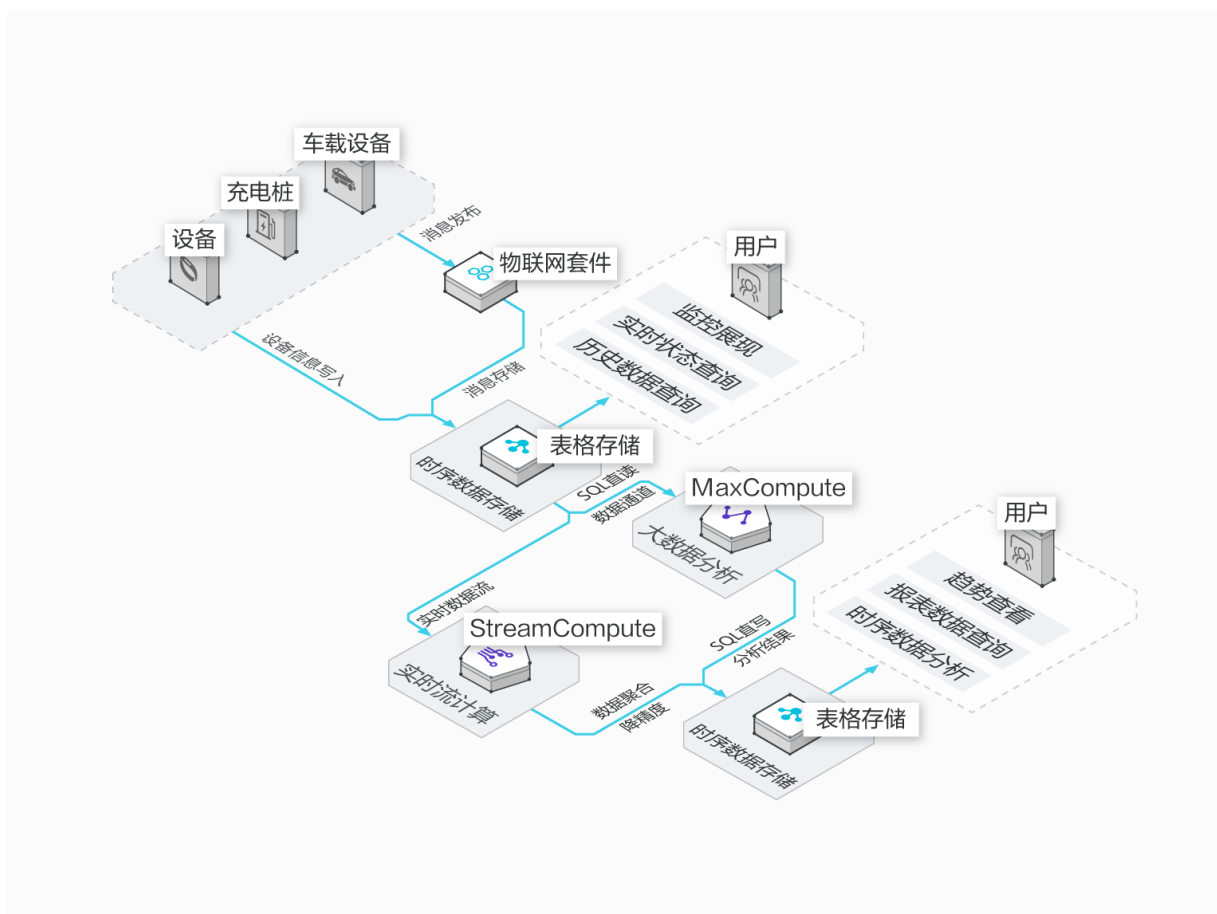 车载设备
充电桩
设备
消息发布
物联网套件
用户
监控展现
实时状态查询
历史数据查询
设备信息写入
消息存储
表格存储
时序数据存储
SQL直读
数据通道
MaxCompute
大数据分析
用户
趋势查看
报表数据查询
时序数据分析
实时数据流
StreamCompute
实时流计算
SQL直写
分析结果
数据聚合
降精度
表格存储
时序数据存储